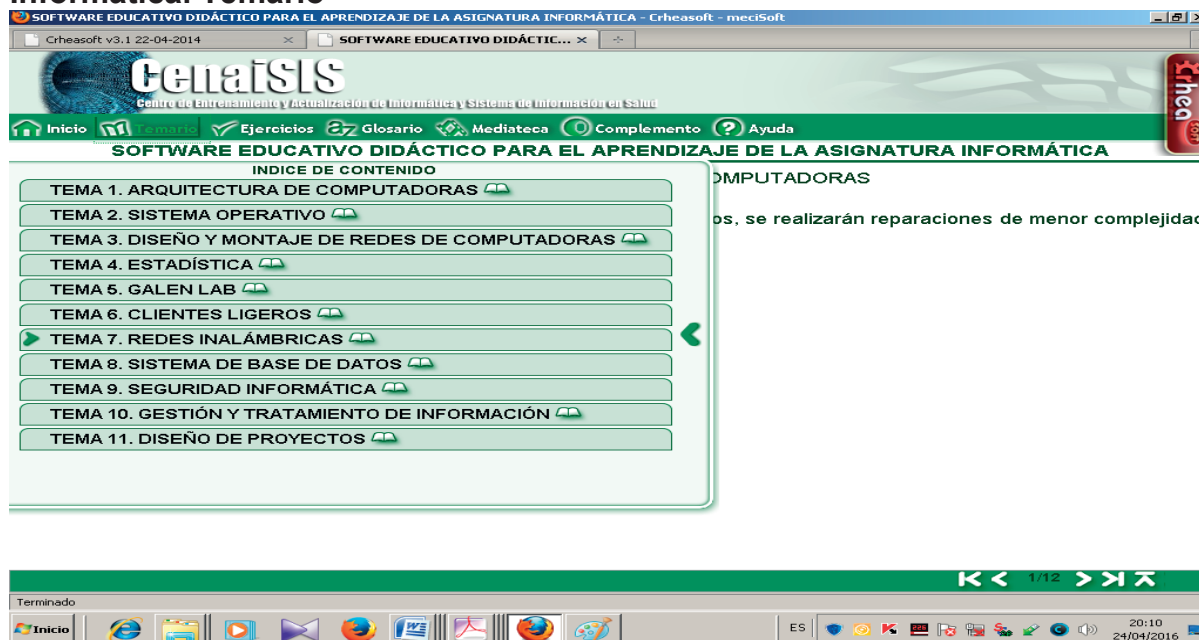 Informática. Temario
SOFTWARE EDUCATIVO DIDÁCTICO PARA EL APRENDIZAJE DE LA ASIGNATURA INFORMÁTICA - Crheasoft - meciSoft
Crheasoft v3.1 22-04-2014
SOFTWARE EDUCATIVO DIDÁCTIC...
CenaiSIS
Centro de Entrenamiento y Actualización de Informática y Sistema de Información en Salud
Crhea
Inicio Temario Ejercicios Glosario Mediateca Complemento Ayuda
SOFTWARE EDUCATIVO DIDÁCTICO PARA EL APRENDIZAJE DE LA ASIGNATURA INFORMÁTICA
INDICE DE CONTENIDO
OMPUTADORAS
TEMA 1. ARQUITECTURA DE COMPUTADORAS
TEMA 2. SISTEMA OPERATIVO
os, se realizarán reparaciones de menor complejidad
TEMA 3. DISEÑO Y MONTAJE DE REDES DE COMPUTADORAS
TEMA 4. ESTADÍSTICA
TEMA 5. GALEN LAB
TEMA 6. CLIENTES LIGEROS
TEMA 7. REDES INALÁMBRICAS
TEMA 8. SISTEMA DE BASE DE DATOS
TEMA 9. SEGURIDAD INFORMÁTICA
TEMA 10. GESTIÓN Y TRATAMIENTO DE INFORMACIÓN
TEMA 11. DISEÑO DE PROYECTOS
1/12
Terminado
Inicio
ES
20:10
24/04/2016